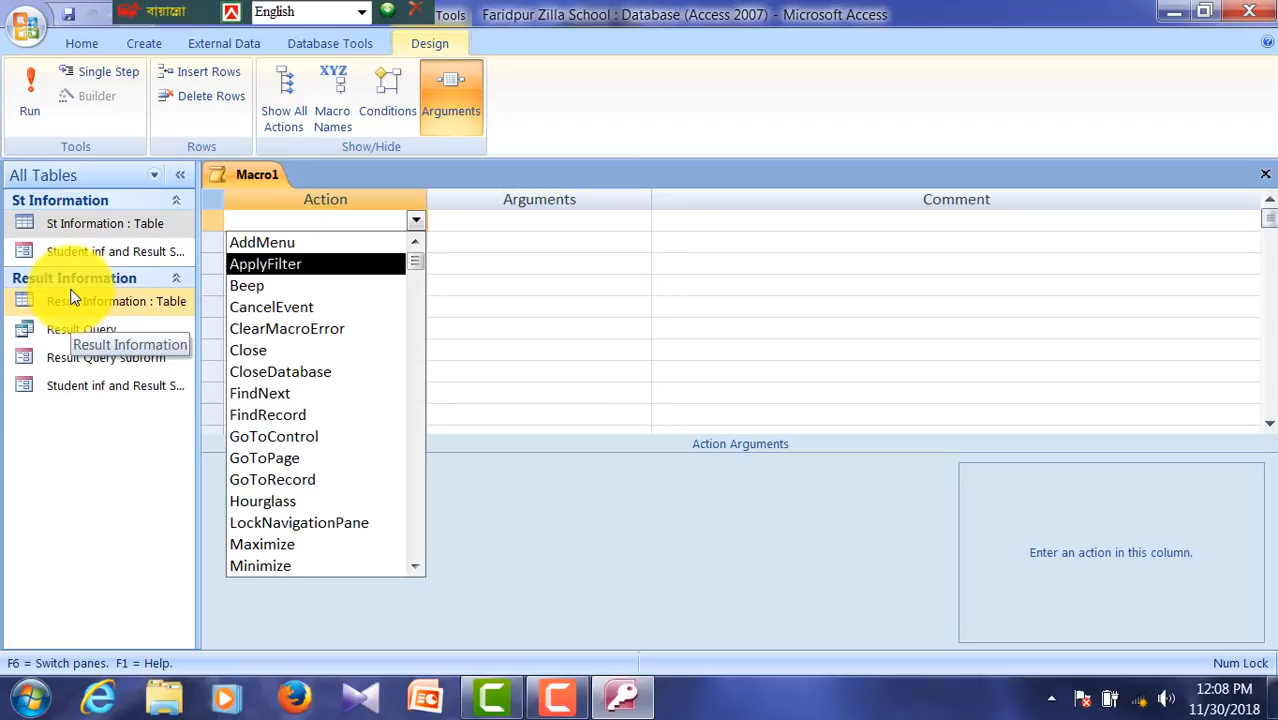 বায়ান্নো
English
Tools
Faridpur Zilla School : Database (Access 2007) - Microsoft Access
Home
Create
External Data
Database Tools
Design
Run
Single Step
Builder
Tools
Insert Rows
Delete Rows
Rows
Show All Actions
XYZ
Macro Names
Conditions
Arguments
Show/Hide
All Tables
St Information
St Information : Table
Student inf and Result S...
Result Information
Result Information : Table
Result Query
Result Information
Result Query subform
Student inf and Result S...
Macro1
Action
Arguments
Comment
AddMenu
ApplyFilter
Beep
CancelEvent
ClearMacroError
Close
CloseDatabase
FindNext
FindRecord
GoToControl
GoToPage
GoToRecord
Hourglass
LockNavigationPane
Maximize
Minimize
Action Arguments
Enter an action in this column.
F6 = Switch panes. F1 = Help.
Num Lock
12:08 PM
11/30/2018